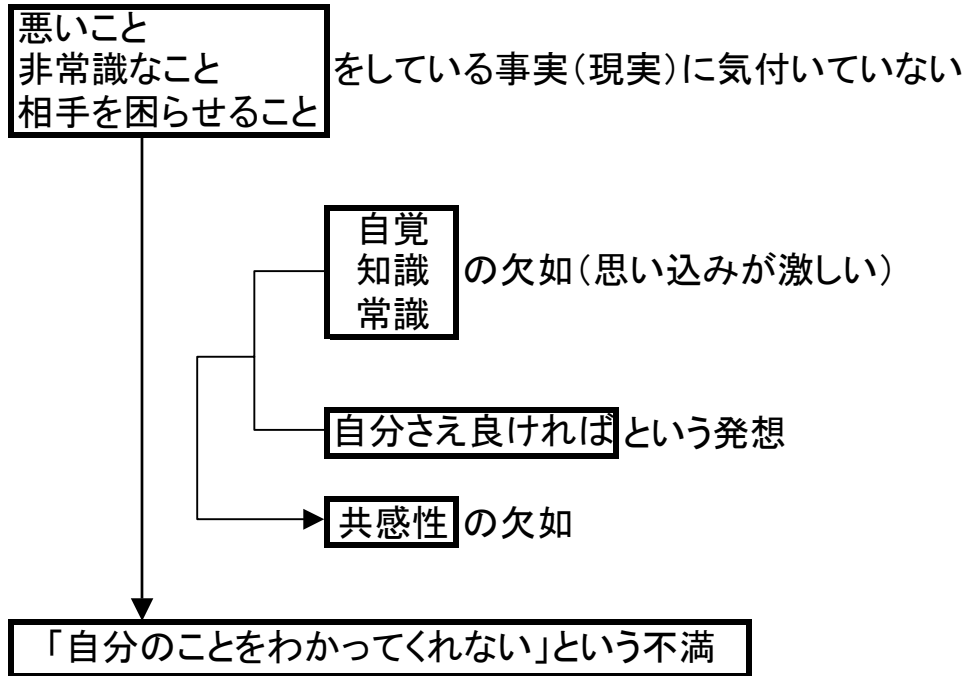 悪いこと
非常識なこと
相手を困らせること
をしている事実（現実）に気付いていない
自覚
知識
常識
の欠如（思い込みが激しい）
自分さえ良ければという発想
共感性の欠如
「自分のことをわかってくれない」という不満